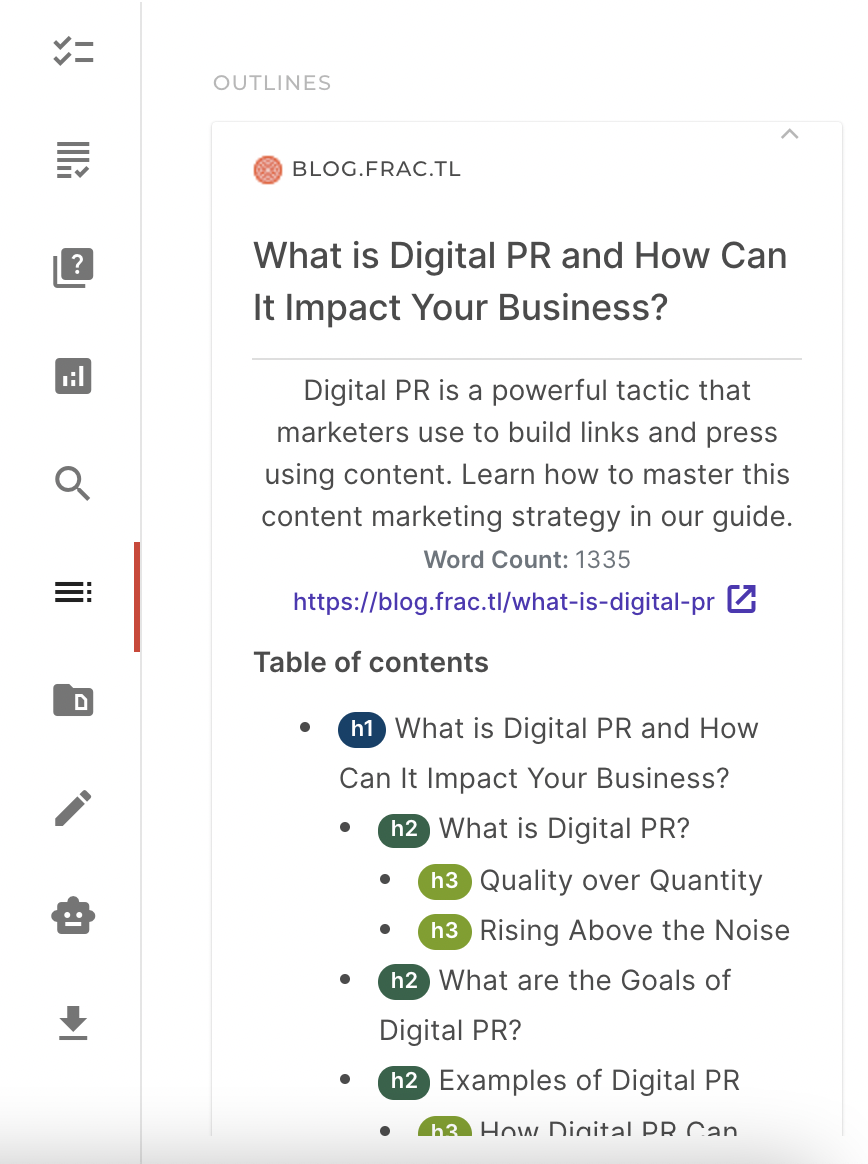 OUTLINES
BLOG.FRAC.TL
What is Digital PR and How Can
It Impact Your Business?
Digital PR is a powerful tactic that
marketers use to build links and press
using content. Learn how to master this
content marketing strategy in our guide.
Word Count: 1335
https://blog.frac.tl/what-is-digital-pr
Table of contents
h1 What is Digital PR and How
Can It Impact Your Business?
h2 What is Digital PR?
h3 Quality over Quantity
h3 Rising Above the Noise
h2 What are the Goals of
Digital PR?
h2 Examples of Digital PR
h3 How Digital PR Can